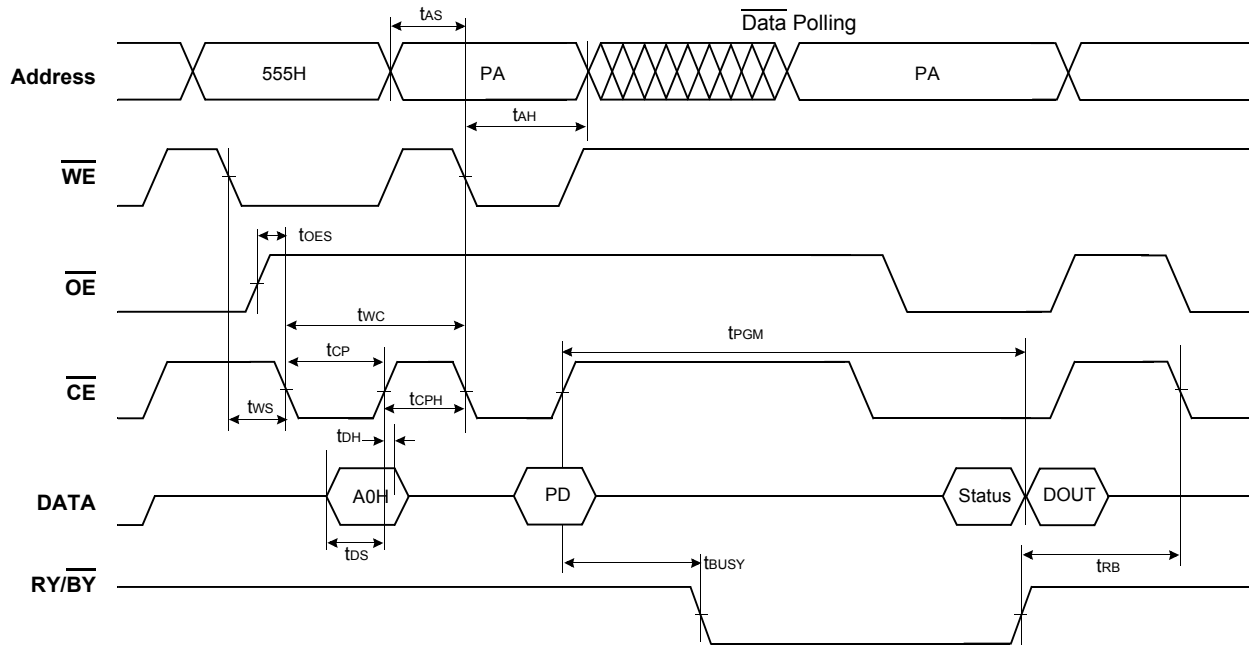 tAS
Data Polling
Address
555H
PA
PA
tAH
WE
tOES
OE
tWC
tPGM
tCP
CE
tCPH
tWS
tDH
DATA
A0H
PD
Status
DOUT
tDS
tBUSY
tRB
RY/BY